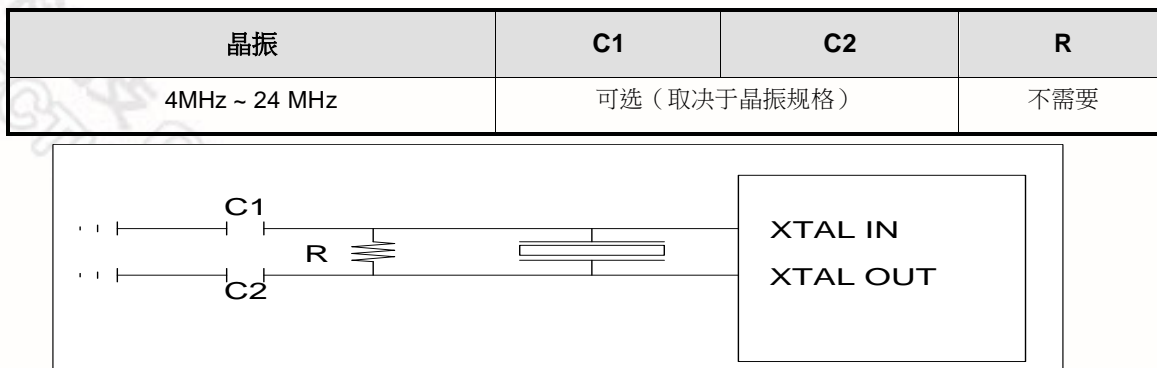 晶振 C1 C2 R
4MHz ~ 24 MHz 可选（取决于晶振规格） 不需要
C1
XTAL IN
R
XTAL OUT
C2